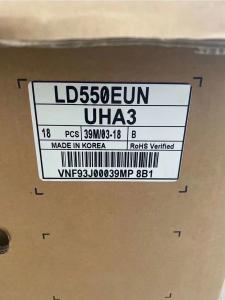 LD550EUN
UHA3
18 PCS 39M/03-18 B
MADE IN KOREA RoHS Verified
VNF93J00039MP 8B1